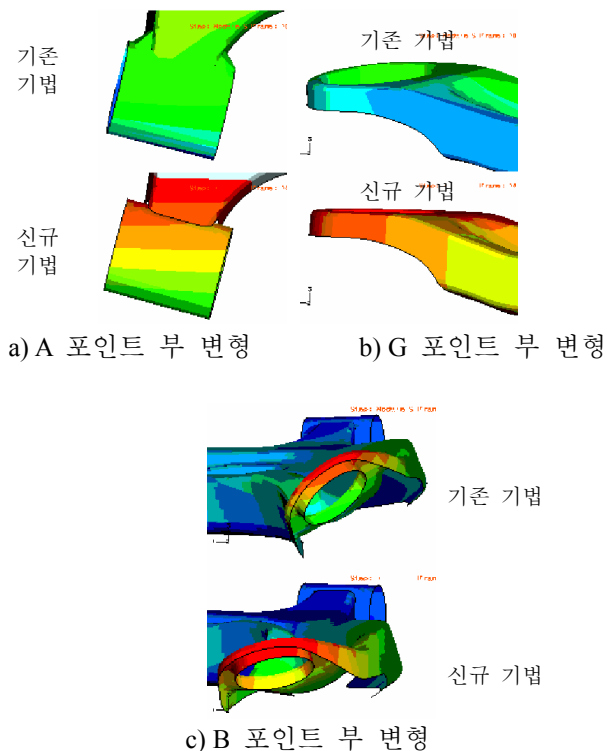 기존
기법
기존 기법
신규
기법
신규 기법
a) A 포인트 부 변형
b) G 포인트 부 변형
기존 기법
신규 기법
c) B 포인트 부 변형